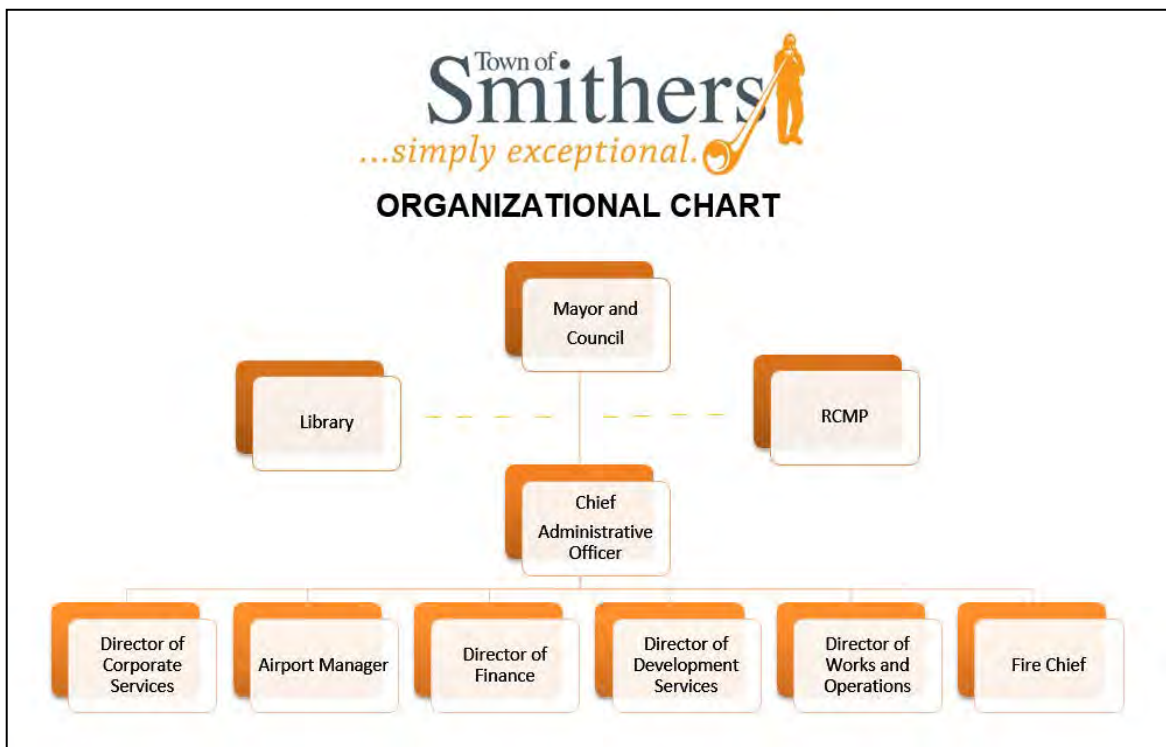 Town of
Smithers
...simply exceptional.
ORGANIZATIONAL CHART
Mayor and
Council
Library
RCMP
Chief
Administrative
Officer
Director of
Corporate
Services
Airport Manager
Director of
Finance
Director of
Development
Services
Director of
Works and
Operations
Fire Chief